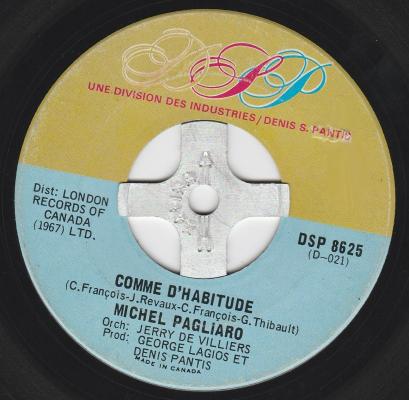 DSP
UNE DIVISION DES INDUSTRIES/DENIS S. PANTIS
Dist: LONDON
RECORDS OF
CANADA
(1967) LTD.
DSP 8625
(D-021)
COMME D'HABITUDE
(C. François-J. Revaux-C. François-G. Thibault)
MICHEL PAGLIARO
Orch: JERRY DE VILLIERS
Prod: GEORGE LAGIOS ET
DENIS PANTIS
MADE IN CANADA